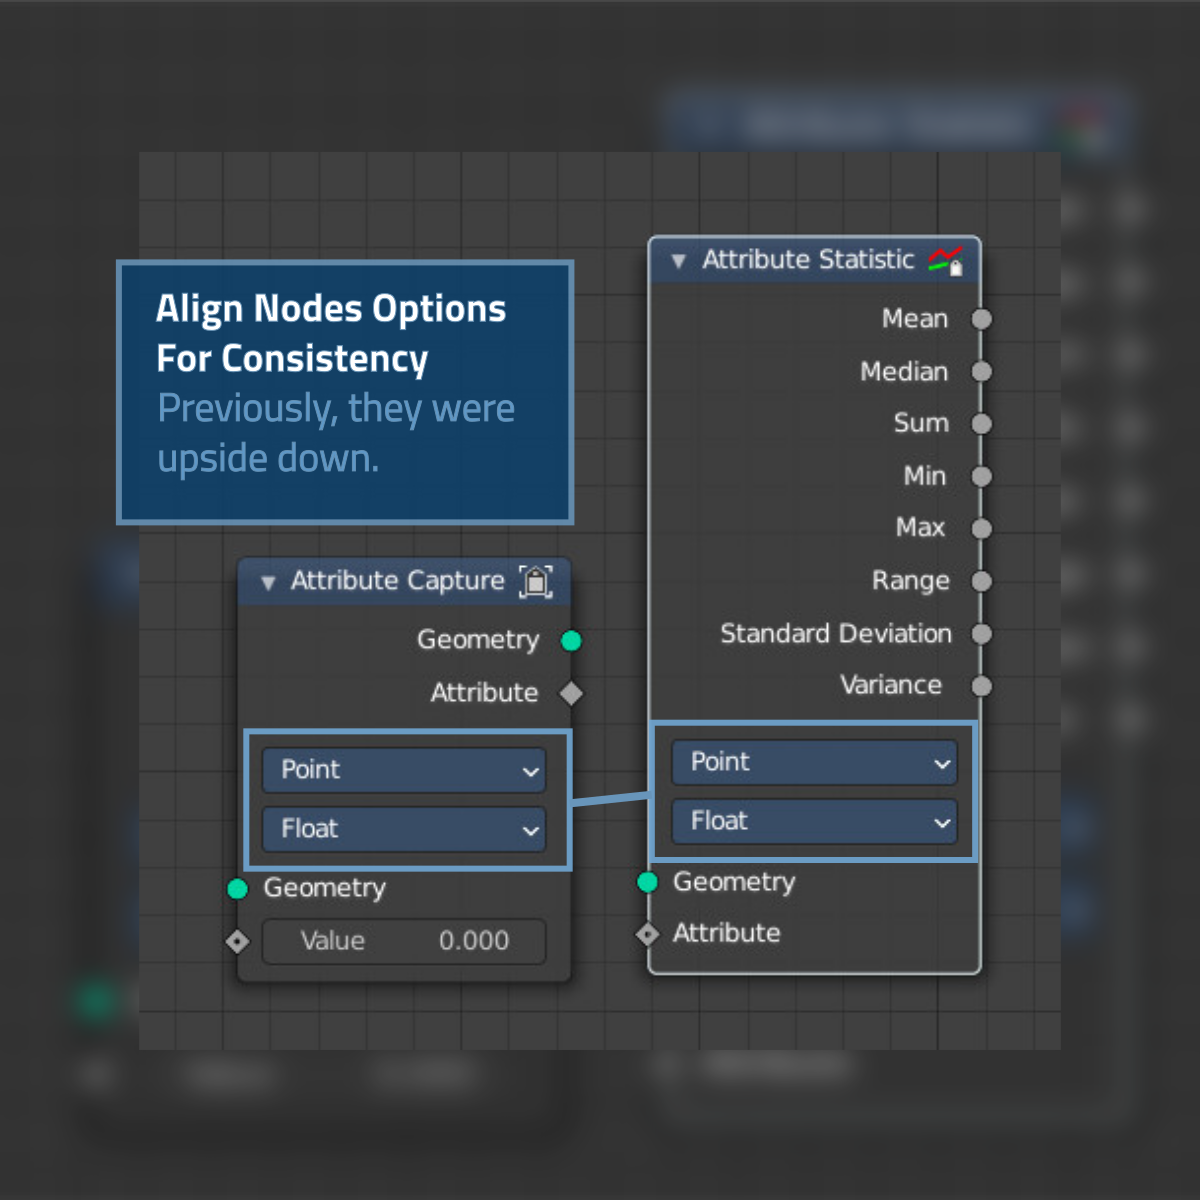 Align Nodes Options
For Consistency
Previously, they were
upside down.
Attribute Capture
Geometry
Attribute
Point
Float
Geometry
Value 0.000
Attribute Statistic
Mean
Median
Sum
Min
Max
Range
Standard Deviation
Variance
Point
Float
Geometry
Attribute